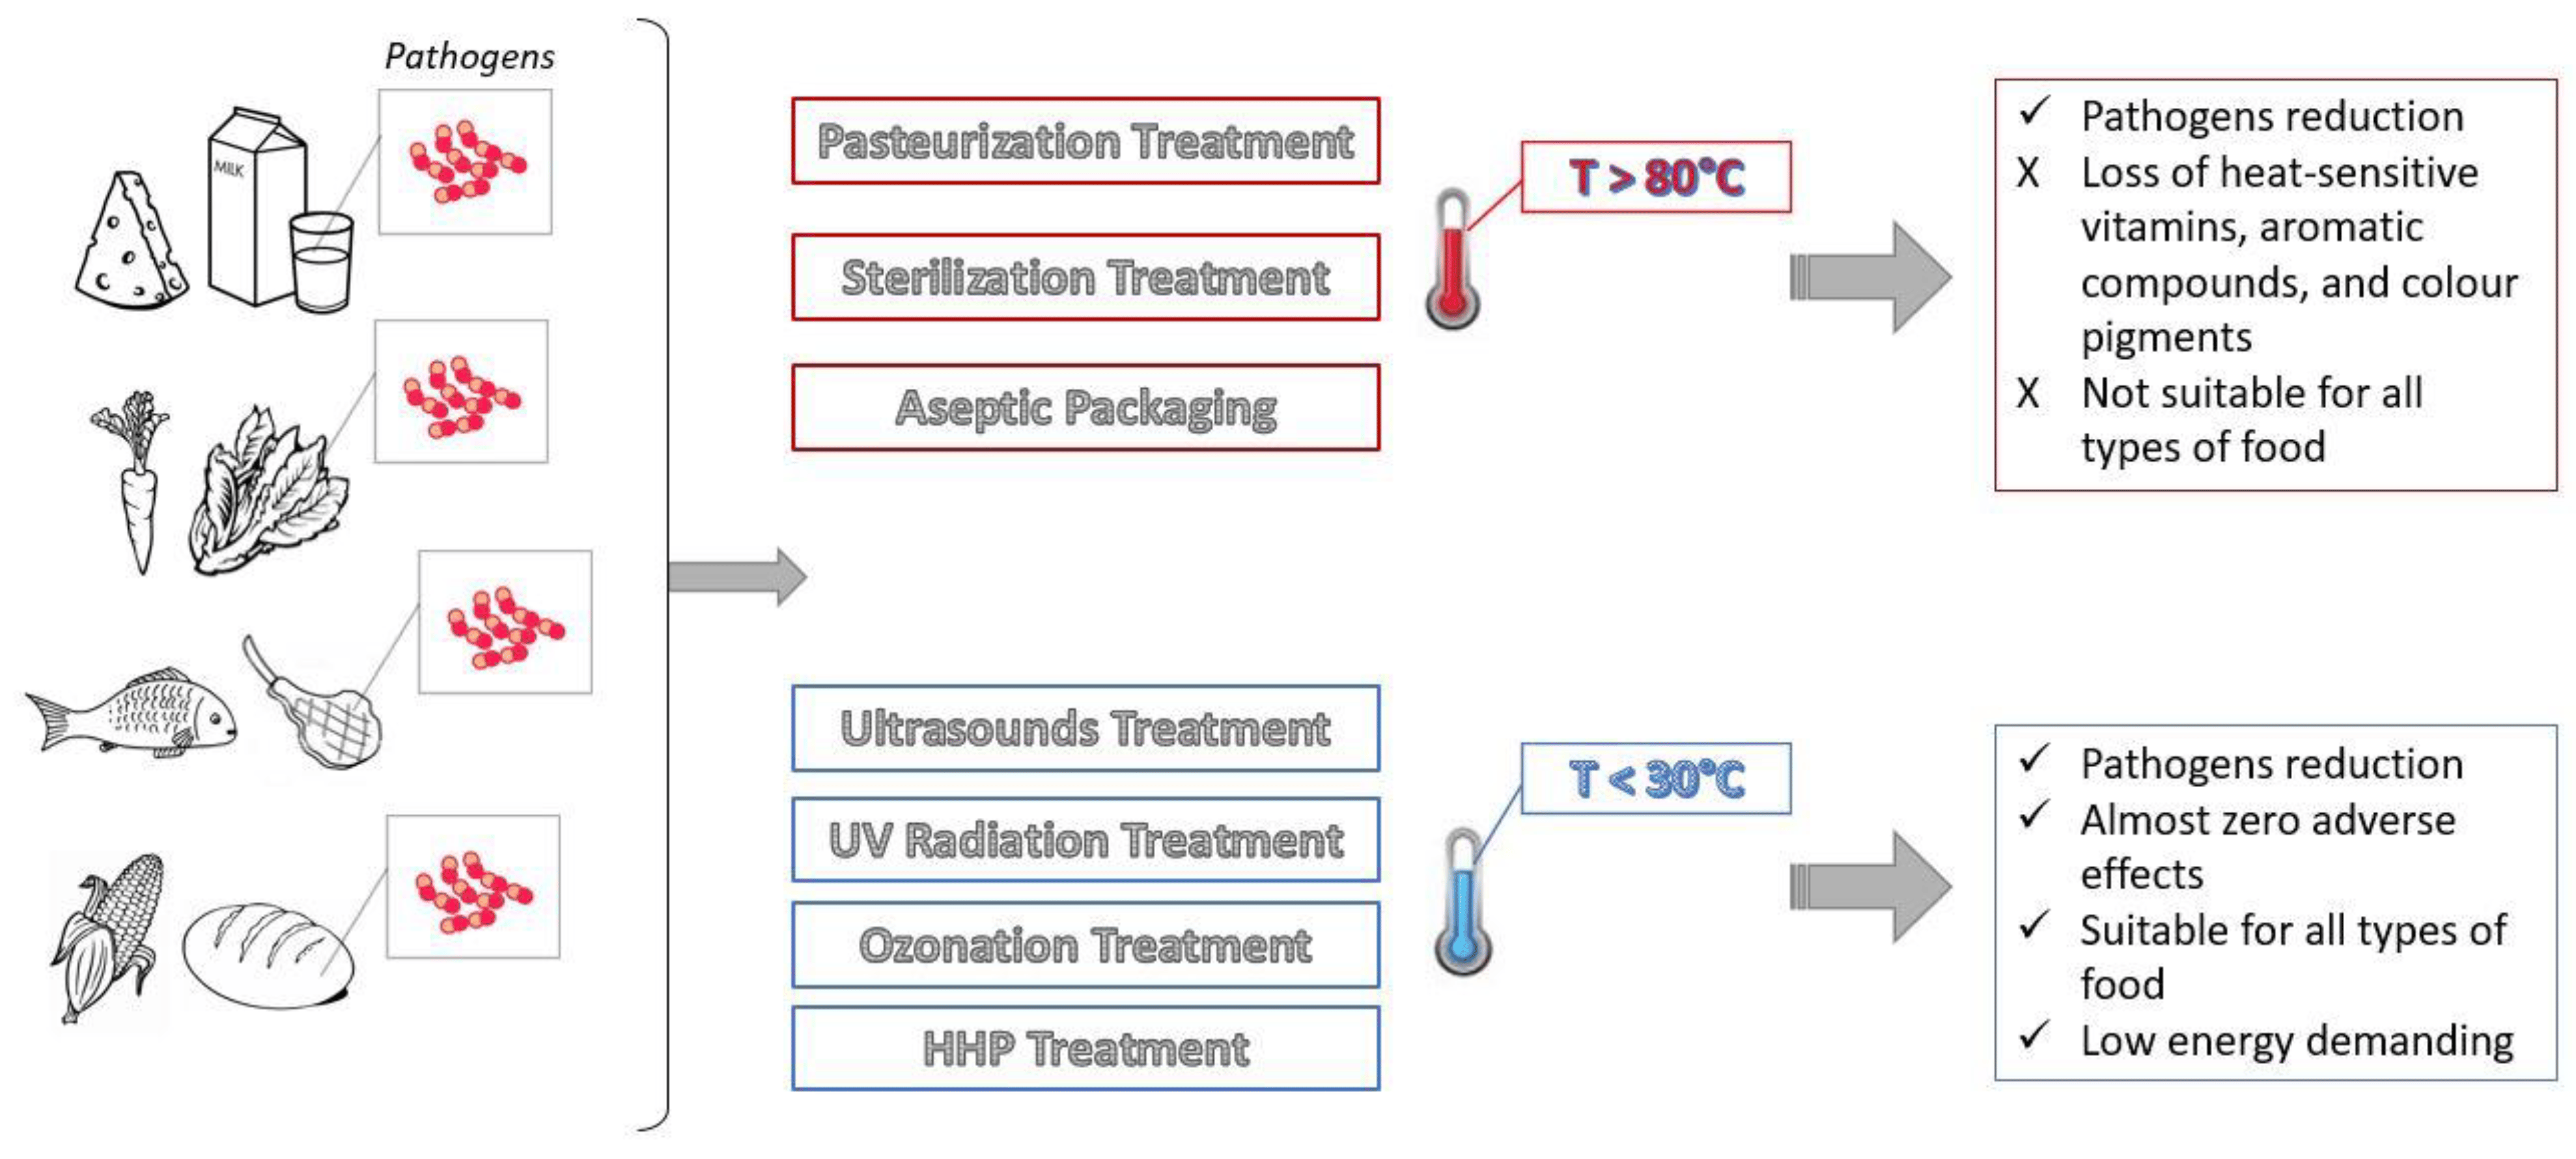 Pathogens
MILK
Pasteurization Treatment
Sterilization Treatment
Aseptic Packaging
T > 80°C
✓ Pathogens reduction
X Loss of heat-sensitive
vitamins, aromatic
compounds, and colour
pigments
X Not suitable for all
types of food
Ultrasounds Treatment
UV Radiation Treatment
Ozonation Treatment
HHP Treatment
T < 30°C
✓ Pathogens reduction
✓ Almost zero adverse
effects
✓ Suitable for all types of
food
✓ Low energy demanding